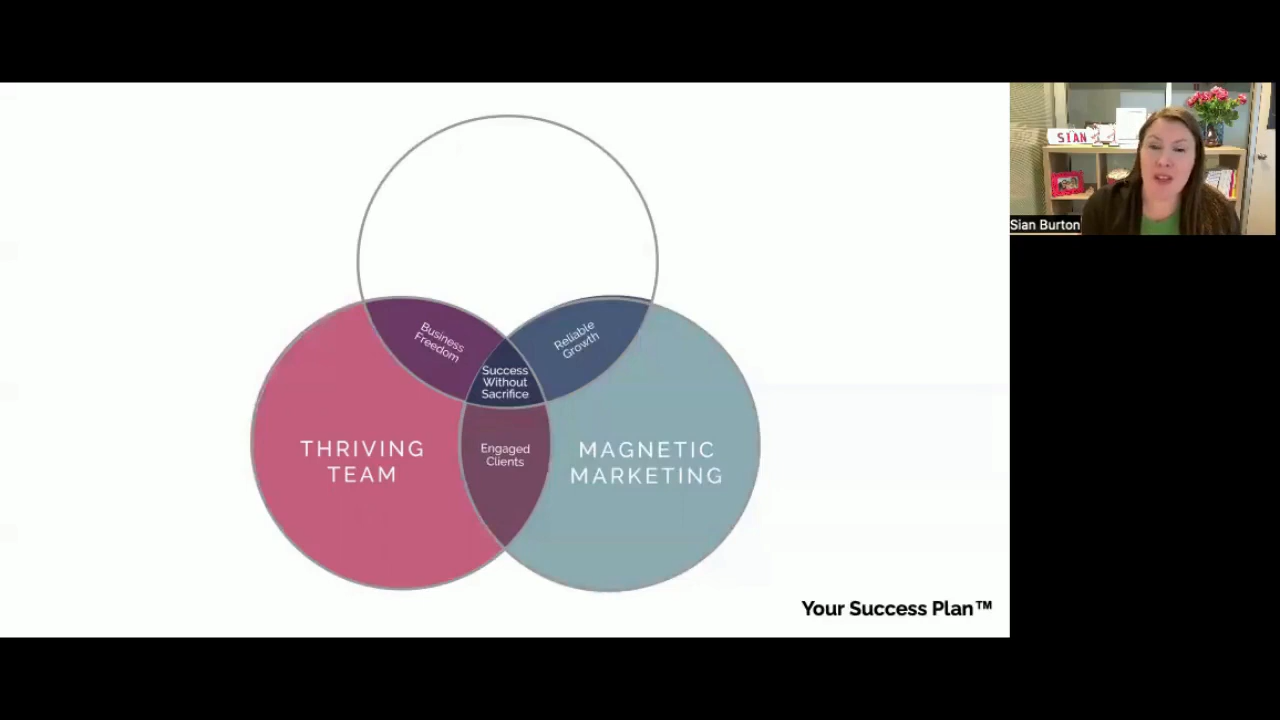 SIAN
Sian Burton
Business
Freedom
Reliable
Growth
Success
Without
Sacrifice
THRIVING
TEAM
Engaged
Clients
MAGNETIC
MARKETING
Your Success Plan™